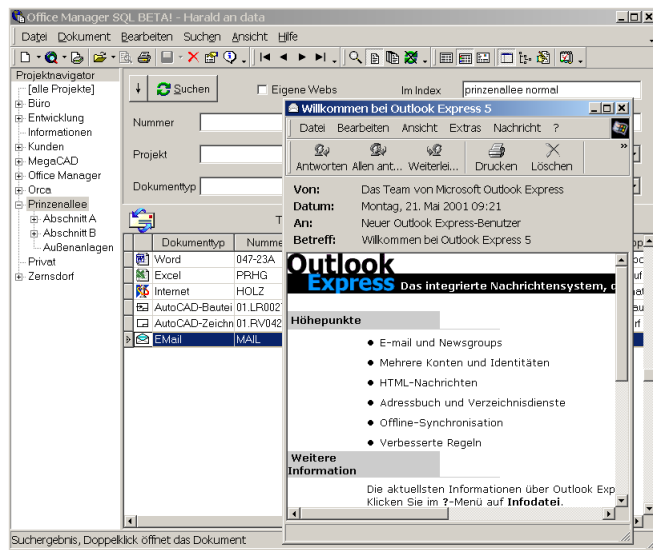 Office Manager SQL BETA! - Harald an data
Datei Dokument Bearbeiten Suchen Ansicht Hilfe
Projektnavigator
[alle Projekte]
Büro
Entwicklung
Informationen
Kunden
MegaCAD
Office Manager
Orca
Prinzenallee
Abschnitt A
Abschnitt B
Außenanlagen
Privat
Zernsdorf
Suchen
Eigene Webs
Im Index
prinzenallee normal
Nummer
Projekt
Dokumenttyp
Dokumenttyp Numme
Word 047-23A
Excel PRHG
Internet HOLZ
AutoCAD-Bautei 01.LR002
AutoCAD-Zeichn 01.RV042
EMail MAIL
Willkommen bei Outlook Express 5
Datei Bearbeiten Ansicht Extras Nachricht ?
Antworten Allen ant... Weiterlei... Drucken Löschen »
Von: Das Team von Microsoft Outlook Express
Datum: Montag, 21. Mai 2001 09:21
An: Neuer Outlook Express-Benutzer
Betreff: Willkommen bei Outlook Express 5
Outlook
Express Das integrierte Nachrichtensystem, d
Höhepunkte
• E-mail und Newsgroups
• Mehrere Konten und Identitäten
• HTML-Nachrichten
• Adressbuch und Verzeichnisdienste
• Offline-Synchronisation
• Verbesserte Regeln
Weitere
Information
Die aktuellsten Informationen über Outlook Exp
Klicken Sie im ?-Menü auf Infodatei.
Suchergebnis, Doppelklick öffnet das Dokument